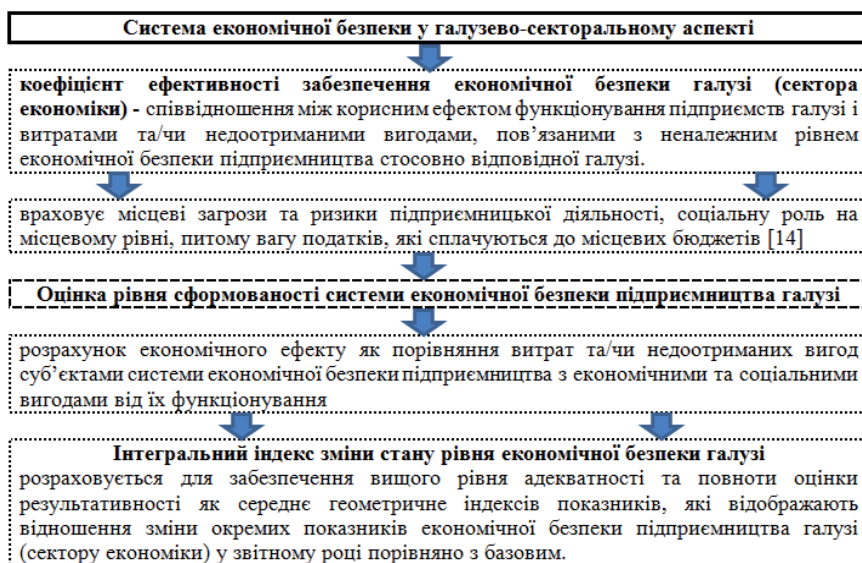 Система економічної безпеки у галузево-секторальному аспекті
коефіцієнт ефективності забезпечення економічної безпеки галузі (сектора
економіки) - співвідношення між корисним ефектом функціонування підприємств галузі і
витратами та/чи недоотриманими вигодами, пов’язаними з неналежним рівнем
економічної безпеки підприємництва стосовно відповідної галузі.
враховує місцеві загрози та ризики підприємницької діяльності, соціальну роль на
місцевому рівні, питому вагу податків, які сплачуються до місцевих бюджетів [14]
Оцінка рівня сформованості системи економічної безпеки підприємництва галузі
розрахунок економічного ефекту як порівняння витрат та/чи недоотриманих вигод
суб’єктами системи економічної безпеки підприємництва з економічними та соціальними
вигодами від їх функціонування
Інтегральний індекс зміни стану рівня економічної безпеки галузі
розраховується для забезпечення вищого рівня адекватності та повноти оцінки
результативності як середнє геометричне індексів показників, які відображають
відношення зміни окремих показників економічної безпеки підприємництва галузі
(сектору економіки) у звітному році порівняно з базовим.